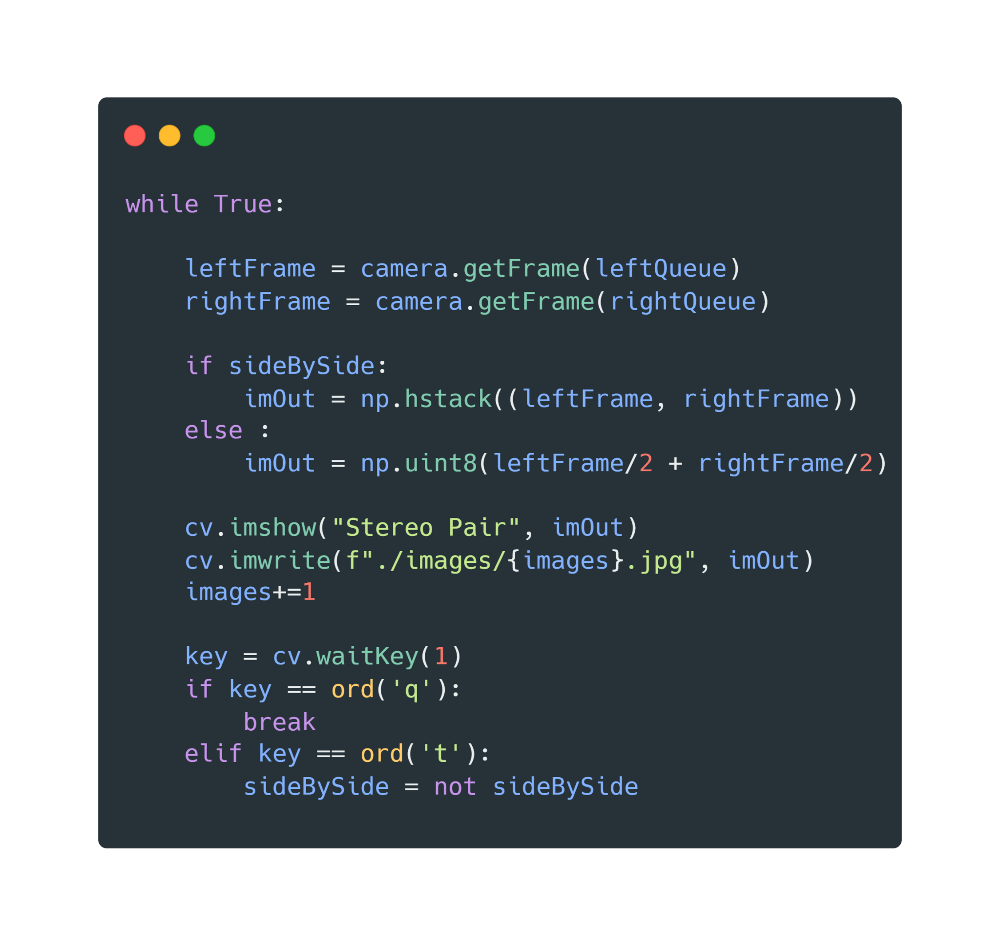 while True:
    leftFrame = camera.getFrame(leftQueue)
    rightFrame = camera.getFrame(rightQueue)
    if sideBySide:
        imOut = np.hstack((leftFrame, rightFrame))
    else :
        imOut = np.uint8(leftFrame/2 + rightFrame/2)
    cv.imshow("Stereo Pair", imOut)
    cv.imwrite(f"./images/{images}.jpg", imOut)
    images+=1
    key = cv.waitKey(1)
    if key == ord('q'):
        break
    elif key == ord('t'):
        sideBySide = not sideBySide